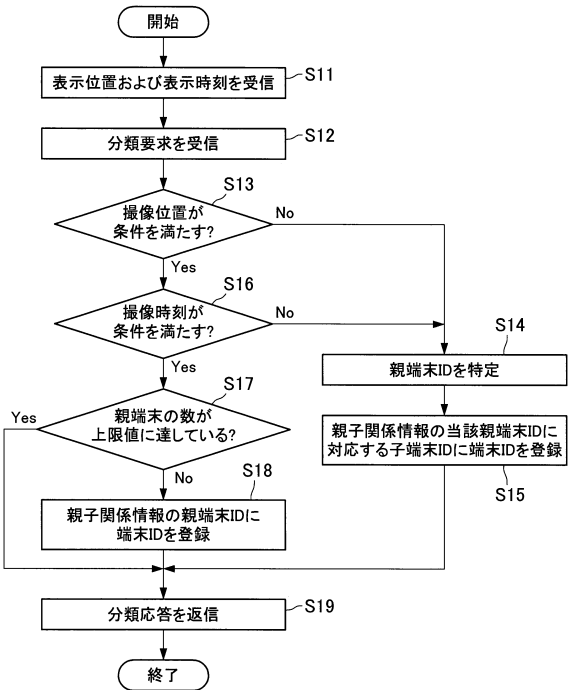 開始
表示位置および表示時刻を受信
S11
分類要求を受信
S12
撮像位置が
条件を満たす?
S13
No
Yes
撮像時刻が
条件を満たす?
S16
No
Yes
親端末IDを特定
S14
親子関係情報の当該親端末IDに
対応する子端末IDに端末IDを登録
S15
親端末の数が
上限値に達している?
S17
Yes
No
親子関係情報の親端末IDに
端末IDを登録
S18
分類応答を返信
S19
終了